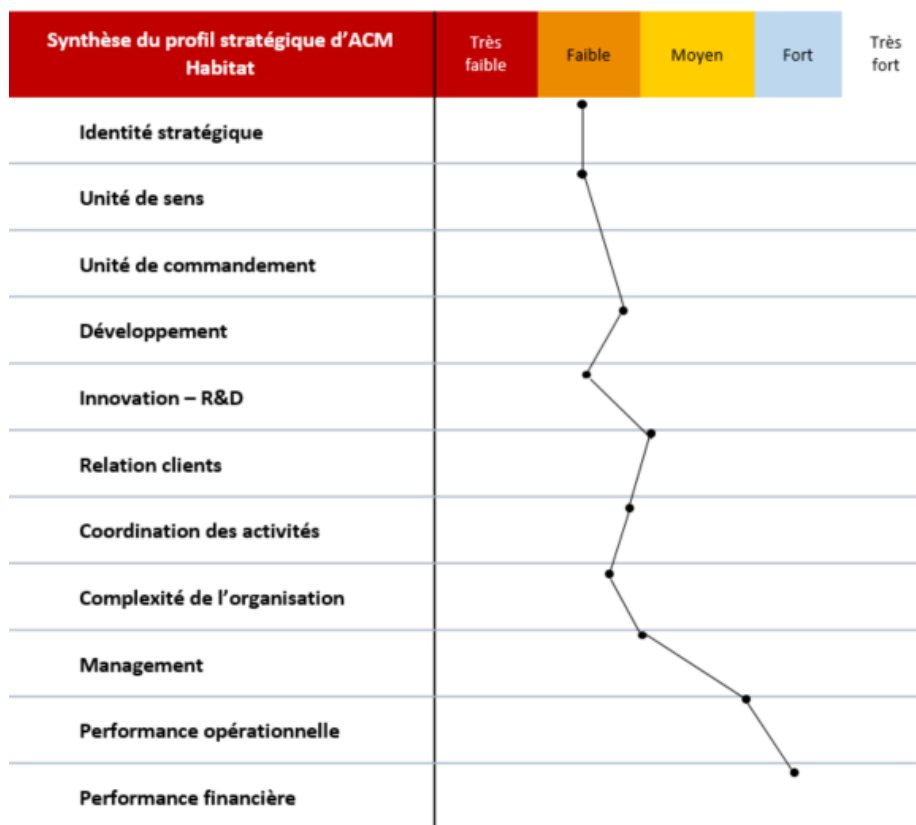 Synthèse du profil stratégique d’ACM
Habitat
Très
faible
Faible
Moyen
Fort
Très
fort
Identité stratégique
Unité de sens
Unité de commandement
Développement
Innovation – R&D
Relation clients
Coordination des activités
Complexité de l’organisation
Management
Performance opérationnelle
Performance financière